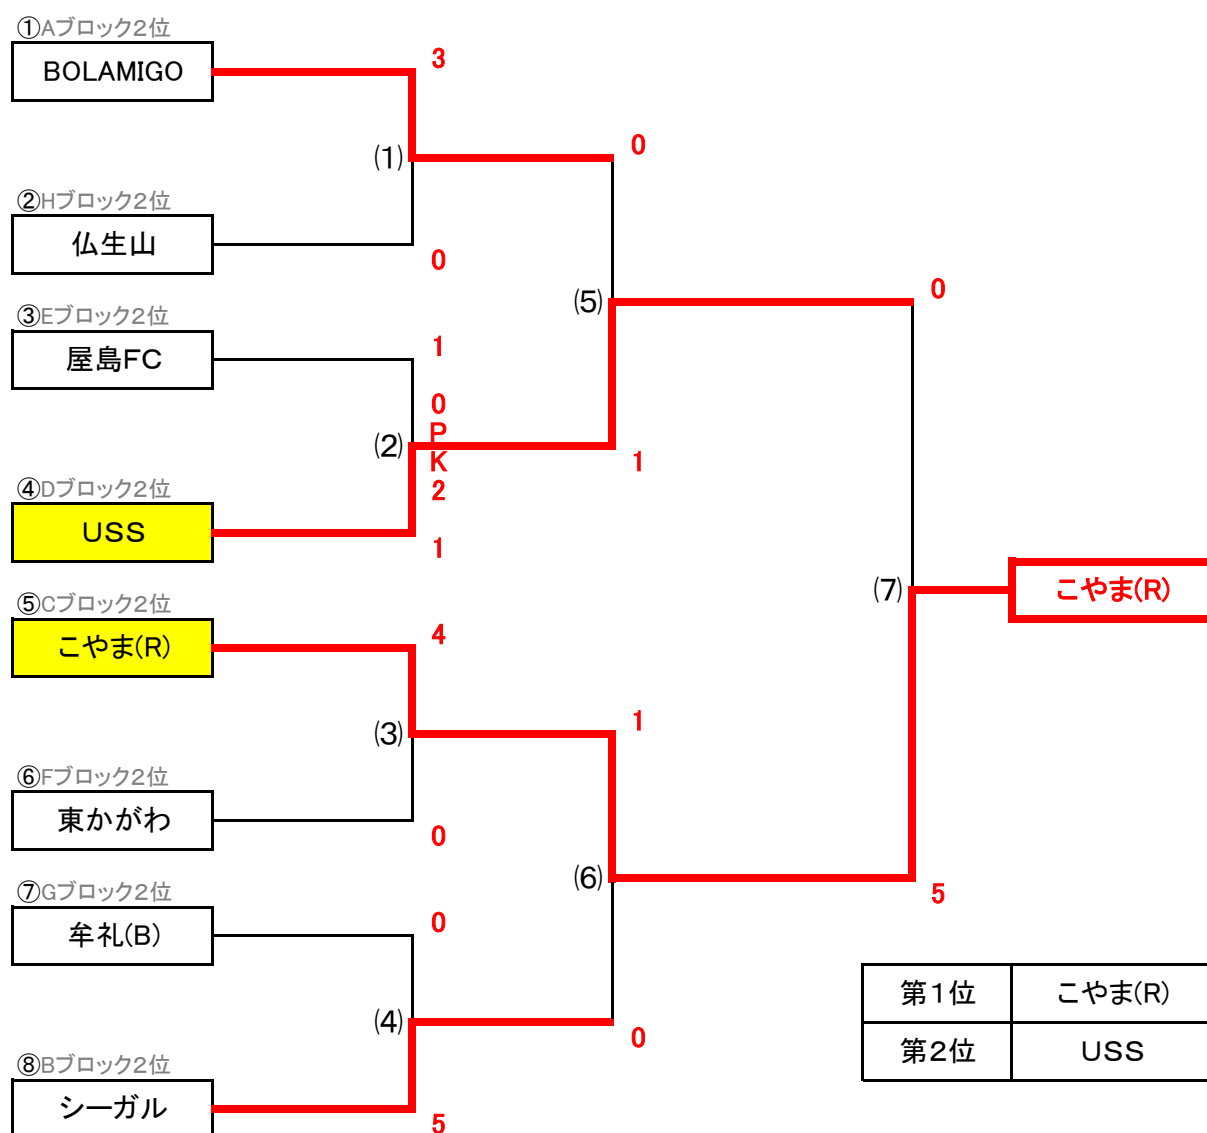 ①Aブロック2位
BOLAMIGO
3
(1)
0
②Hブロック2位
仏生山
0
③Eブロック2位
屋島FC
1
(5)
0
0
(2)
P
K
1
④Dブロック2位
2
USS
1
⑤Cブロック2位
こやま(R)
4
(7)
こやま(R)
1
(3)
⑥Fブロック2位
東かがわ
0
(6)
5
⑦Gブロック2位
牟礼(B)
0
(4)
0
⑧Bブロック2位
シーガル
5
第1位 こやま(R)
第2位 USS